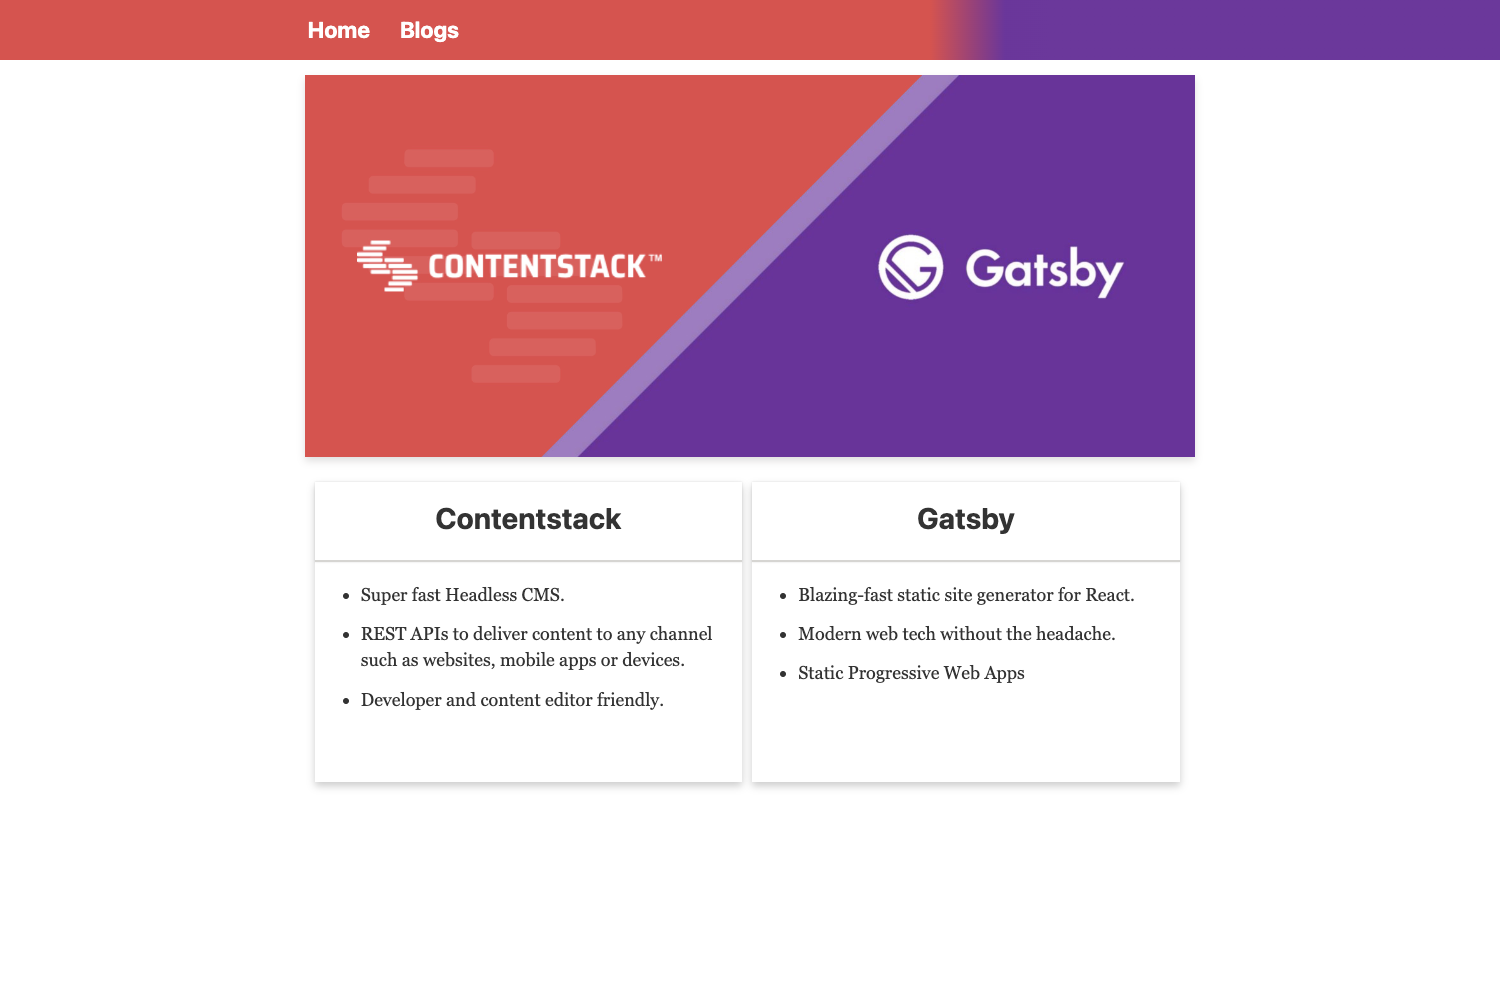 Home Blogs
CONTENTSTACK™
Gatsby
Contentstack
• Super fast Headless CMS.
• REST APIs to deliver content to any channel
such as websites, mobile apps or devices.
• Developer and content editor friendly.
Gatsby
• Blazing-fast static site generator for React.
• Modern web tech without the headache.
• Static Progressive Web Apps